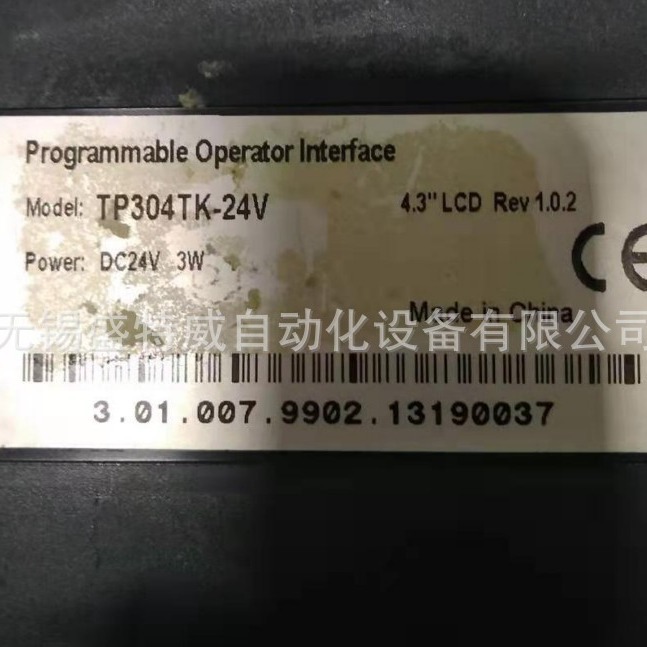 Programmable Operator Interface
Model: TP304TK-24V 4.3" LCD Rev 1.0.2
Power: DC24V 3W
CE
Made in China
无锡盛特威自动化设备有限公司
3.01.007.9902.13190037